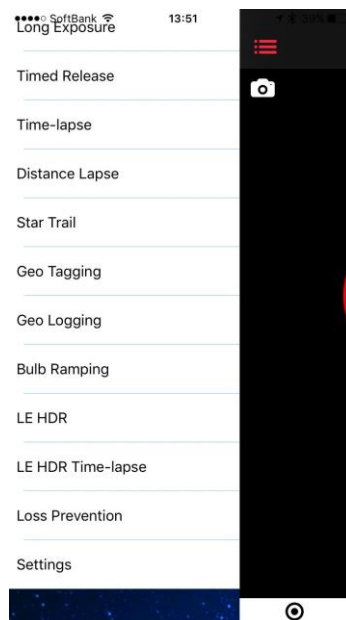 SoftBank 13:51 39%
Long Exposure
Timed Release
Time-lapse
Distance Lapse
Star Trail
Geo Tagging
Geo Logging
Bulb Ramping
LE HDR
LE HDR Time-lapse
Loss Prevention
Settings